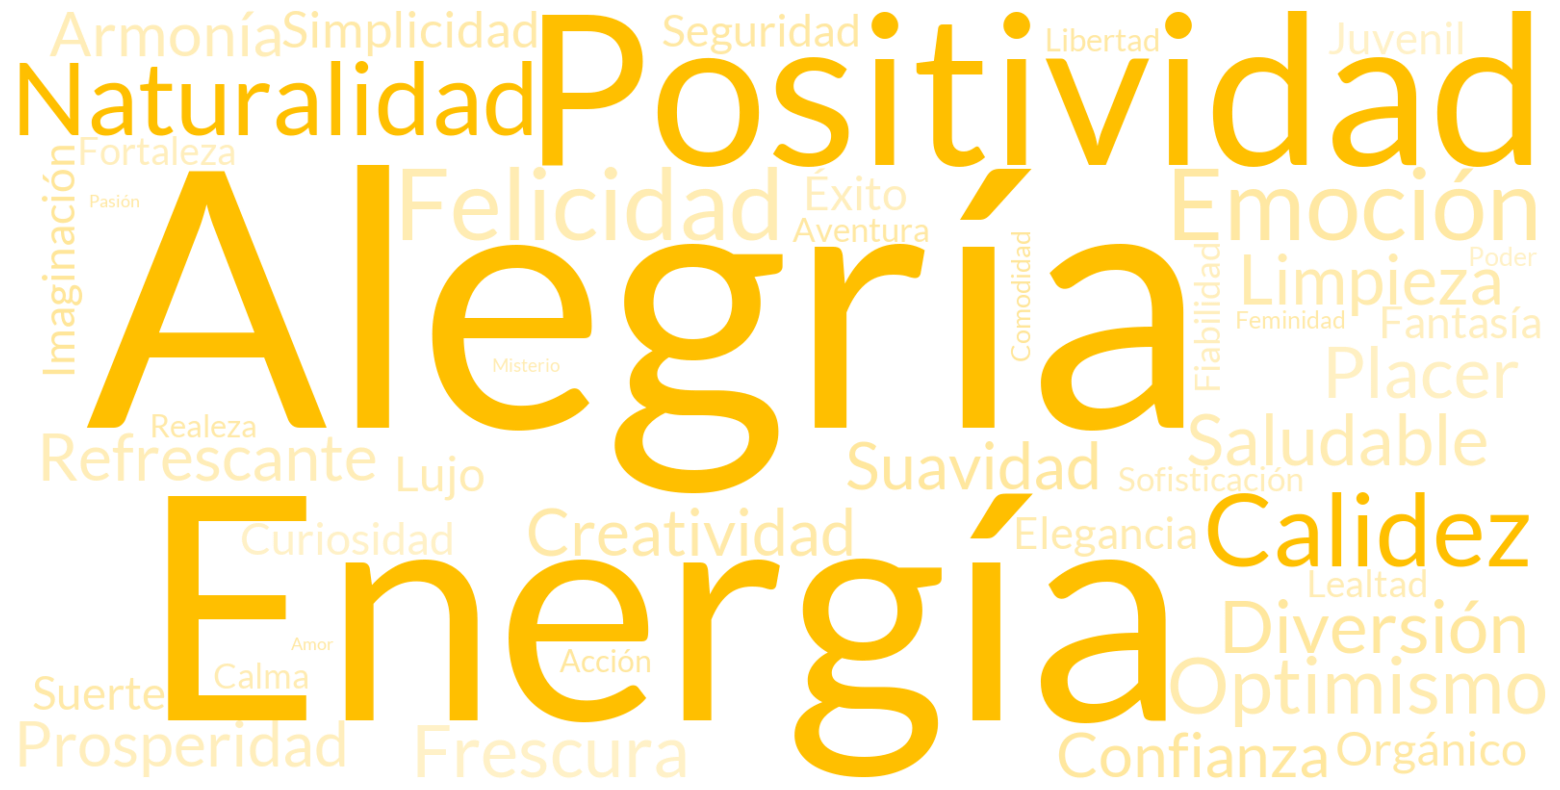 Armonía
Simplicidad
Positividad
Seguridad
Libertad
Juvenil
Naturalidad
Fortaleza
Imaginación
Pasión
Alegría
Felicidad
Éxito
Aventura
Emoción
Comodidad
Fiabilidad
Poder
Limpieza
Feminidad
Fantasía
Misterio
Placer
Realeza
Refrescante
Lujo
Suavidad
Saludable
Sofisticación
Energía
Curiosidad
Creatividad
Elegancia
Calidez
Lealtad
Diversión
Amor
Acción
Calma
Suerte
Optimismo
Prosperidad
Frescura
Confianza
Orgánico